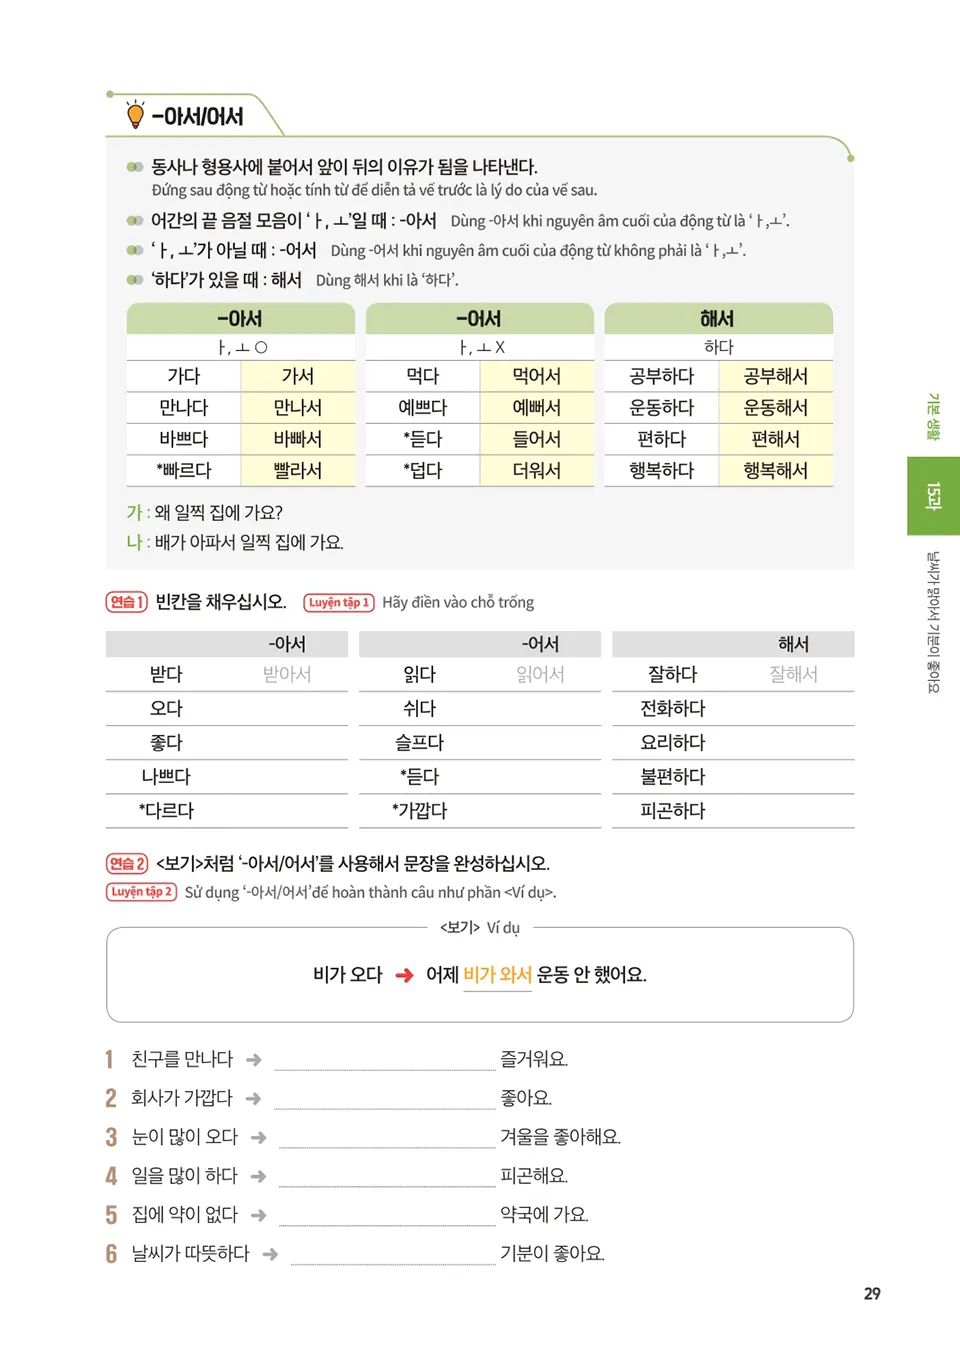 -아서/어서
동사나 형용사에 붙어서 앞이 뒤의 이유가 됨을 나타낸다.
Đứng sau động từ hoặc tính từ để diễn tả vế trước là lý do của vế sau.
어간의 끝 음절 모음이 ‘ㅏ, ㅗ’일 때 : -아서 Dùng -아서 khi nguyên âm cuối của động từ là ‘ㅏ,ㅗ’.
‘ㅏ, ㅗ’가 아닐 때 : -어서 Dùng -어서 khi nguyên âm cuối của động từ không phải là ‘ㅏ,ㅗ’.
‘하다’가 있을 때 : 해서 Dùng 해서 khi là ‘하다’.
-아서 -어서 해서
ㅏ, ㅗ O ㅏ, ㅗ X 하다
가다 가서 먹다 먹어서 공부하다 공부해서
만나다 만나서 예쁘다 예뻐서 운동하다 운동해서
바쁘다 바빠서 *듣다 들어서 편하다 편해서
*빠르다 빨라서 *덥다 더워서 행복하다 행복해서
가 : 왜 일찍 집에 가요?
나 : 배가 아파서 일찍 집에 가요.
연습1 빈칸을 채우십시오. Luyện tập 1 Hãy điền vào chỗ trống
-아서 -어서 해서
받다 받아서 읽다 읽어서 잘하다 잘해서
오다 쉬다 전화하다
좋다 슬프다 요리하다
나쁘다 *듣다 불편하다
*다르다 *가깝다 피곤하다
연습2 <보기>처럼 ‘-아서/어서’를 사용해서 문장을 완성하십시오.
Luyện tập 2 Sử dụng ‘-아서/어서’để hoàn thành câu như phần <Ví dụ>.
<보기> Ví dụ
비가 오다 ➜ 어제 비가 와서 운동 안 했어요.
1 친구를 만나다 ➜ 즐거워요.
2 회사가 가깝다 ➜ 좋아요.
3 눈이 많이 오다 ➜ 겨울을 좋아해요.
4 일을 많이 하다 ➜ 피곤해요.
5 집에 약이 없다 ➜ 약국에 가요.
6 날씨가 따뜻하다 ➜ 기분이 좋아요.
기본 생활
15과
날씨가 맑아서 기분이 좋아요
29